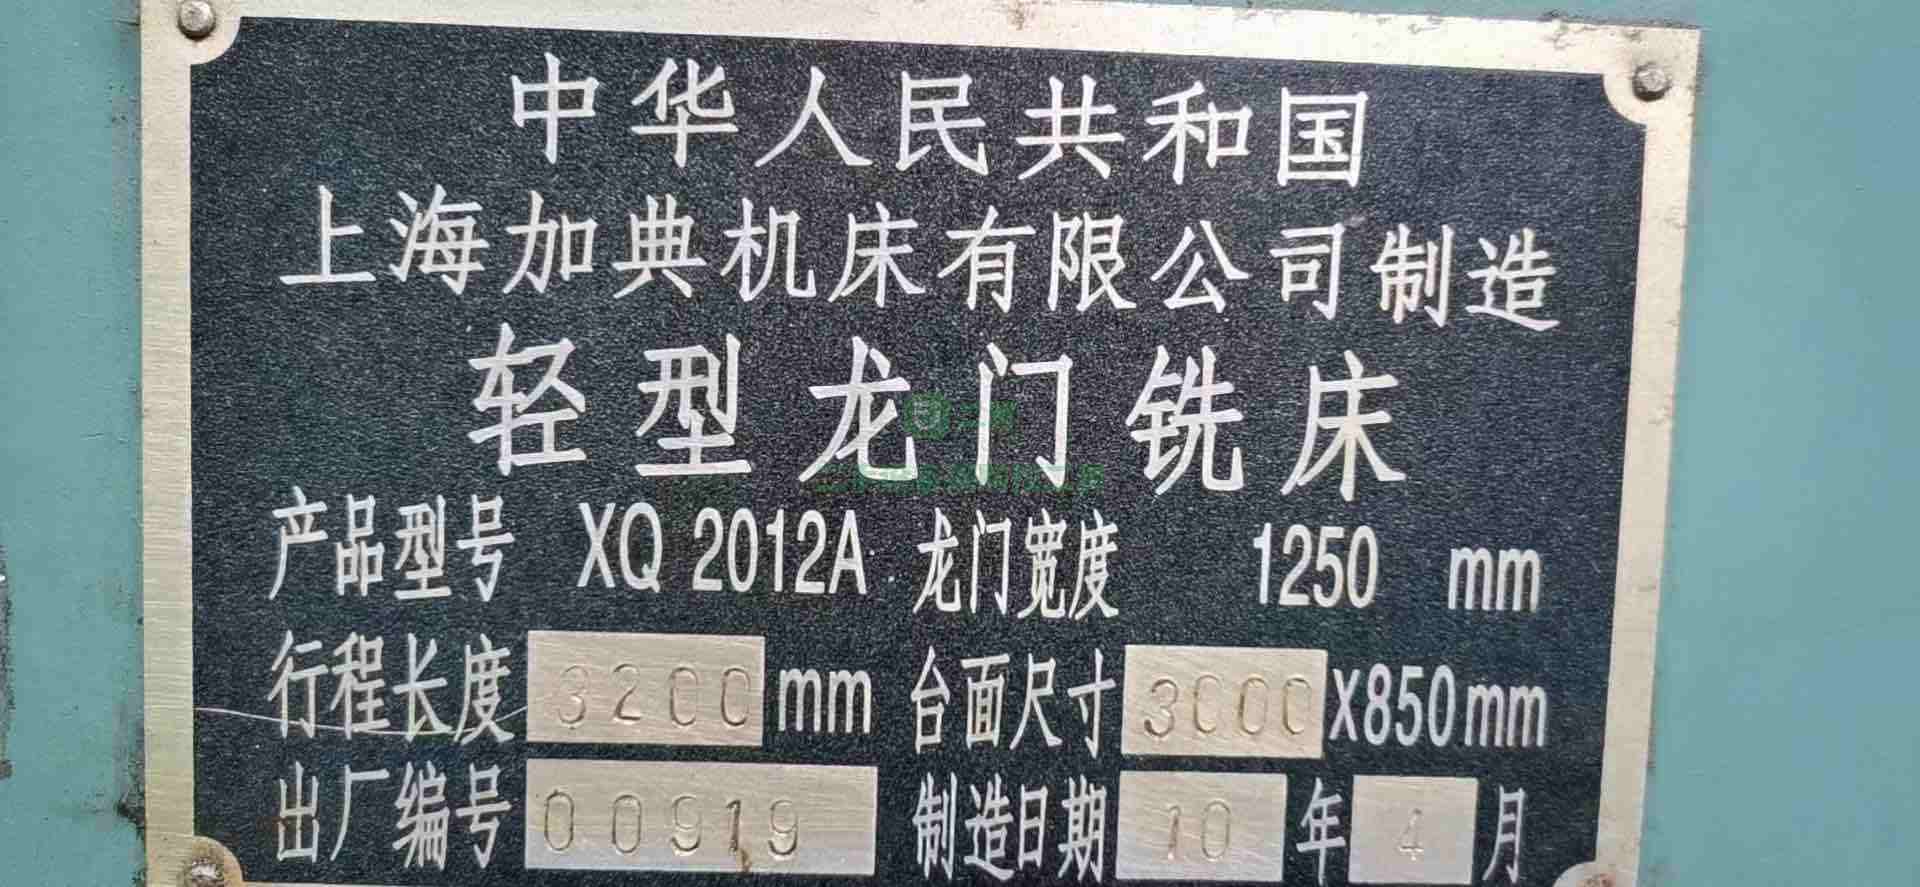 中华人民共和国
上海加典机床有限公司制造
轻型龙门铣床
产品型号 XQ 2012A 龙门宽度 1250 mm
行程长度 3200 mm 台面尺寸 3000 X850mm
出厂编号 00919 制造日期 10 年 4 月